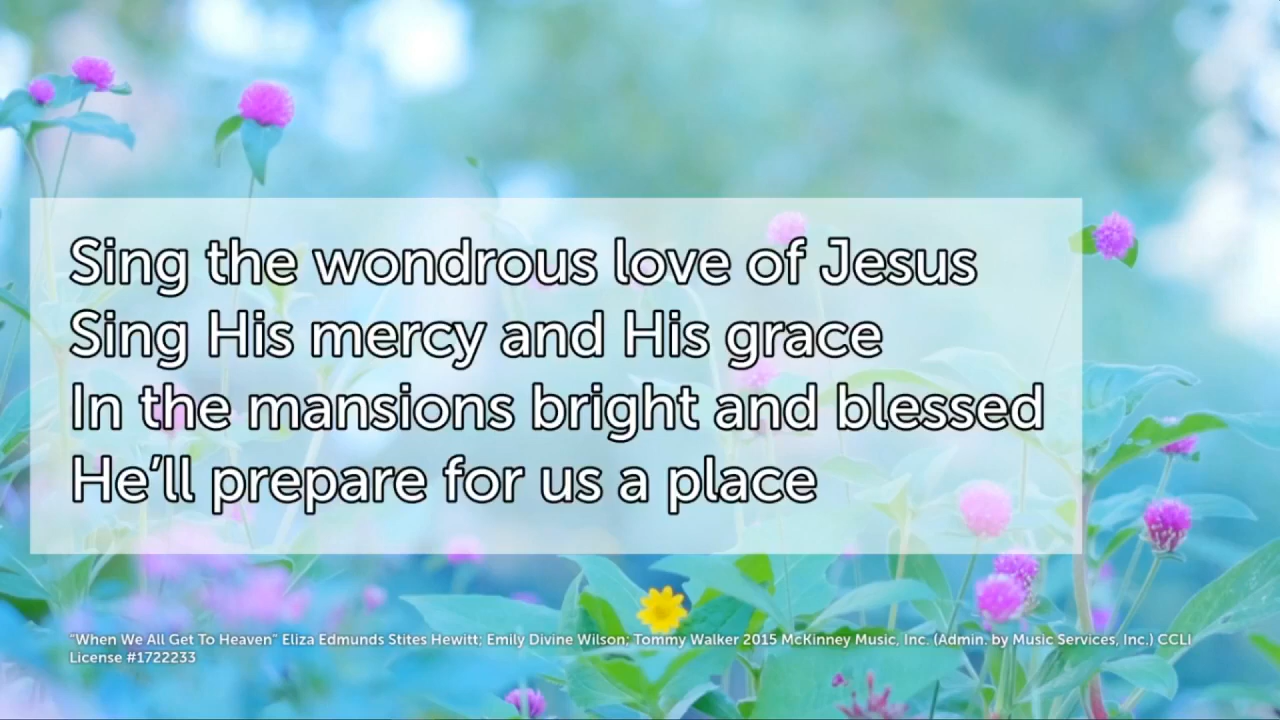 Sing the wondrous love of Jesus
Sing His mercy and His grace
In the mansions bright and blessed
He’ll prepare for us a place
"When We All Get To Heaven" Eliza Edmunds Stites Hewitt; Emily Divine Wilson; Tommy Walker 2015 McKinney Music, Inc. (Admin. by Music Services, Inc.) CCLI
License #1722233